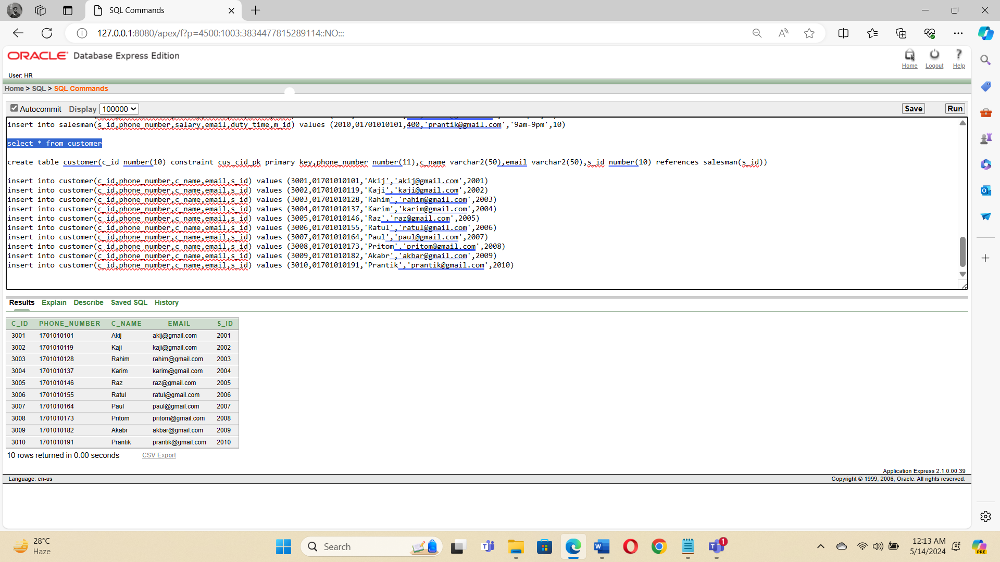 SQL Commands
127.0.0.1:8080/apex/f?p=4500:1003:3834477815289114::NO:::
ORACLE Database Express Edition
Home Logout Help
User: HR
Home > SQL > SQL Commands
Autocommit Display 100000 Save Run
insert into salesman(s_id,phone_number,salary,email,duty_time,m_id) values (2010,01701010101,400,'prantik@gmail.com','9am-9pm',10)
select * from customer
create table customer(c_id number(10) constraint cus_cid_pk primary key,phone_number number(11),c_name varchar2(50),email varchar2(50),s_id number(10) references salesman(s_id))
insert into customer(c_id,phone_number,c_name,email,s_id) values (3001,01701010101,'Akij','akij@gmail.com',2001)
insert into customer(c_id,phone_number,c_name,email,s_id) values (3002,01701010119,'Kaji','kaji@gmail.com',2002)
insert into customer(c_id,phone_number,c_name,email,s_id) values (3003,01701010128,'Rahim','rahim@gmail.com',2003)
insert into customer(c_id,phone_number,c_name,email,s_id) values (3004,01701010137,'Karim','karim@gmail.com',2004)
insert into customer(c_id,phone_number,c_name,email,s_id) values (3005,01701010146,'Raz','raz@gmail.com',2005)
insert into customer(c_id,phone_number,c_name,email,s_id) values (3006,01701010155,'Ratul','ratul@gmail.com',2006)
insert into customer(c_id,phone_number,c_name,email,s_id) values (3007,01701010164,'Paul','paul@gmail.com',2007)
insert into customer(c_id,phone_number,c_name,email,s_id) values (3008,01701010173,'Pritom','pritom@gmail.com',2008)
insert into customer(c_id,phone_number,c_name,email,s_id) values (3009,01701010182,'Akabr','akbar@gmail.com',2009)
insert into customer(c_id,phone_number,c_name,email,s_id) values (3010,01701010191,'Prantik','prantik@gmail.com',2010)
Results Explain Describe Saved SQL History
C_ID PHONE_NUMBER C_NAME EMAIL S_ID
3001 1701010101 Akij akij@gmail.com 2001
3002 1701010119 Kaji kaji@gmail.com 2002
3003 1701010128 Rahim rahim@gmail.com 2003
3004 1701010137 Karim karim@gmail.com 2004
3005 1701010146 Raz raz@gmail.com 2005
3006 1701010155 Ratul ratul@gmail.com 2006
3007 1701010164 Paul paul@gmail.com 2007
3008 1701010173 Pritom pritom@gmail.com 2008
3009 1701010182 Akabr akbar@gmail.com 2009
3010 1701010191 Prantik prantik@gmail.com 2010
10 rows returned in 0.00 seconds CSV Export
Application Express 2.1.0.00.39
Language: en-us Copyright © 1999, 2006, Oracle. All rights reserved.
28°C
Haze
Search
1
12:13 AM
5/14/2024
PRE